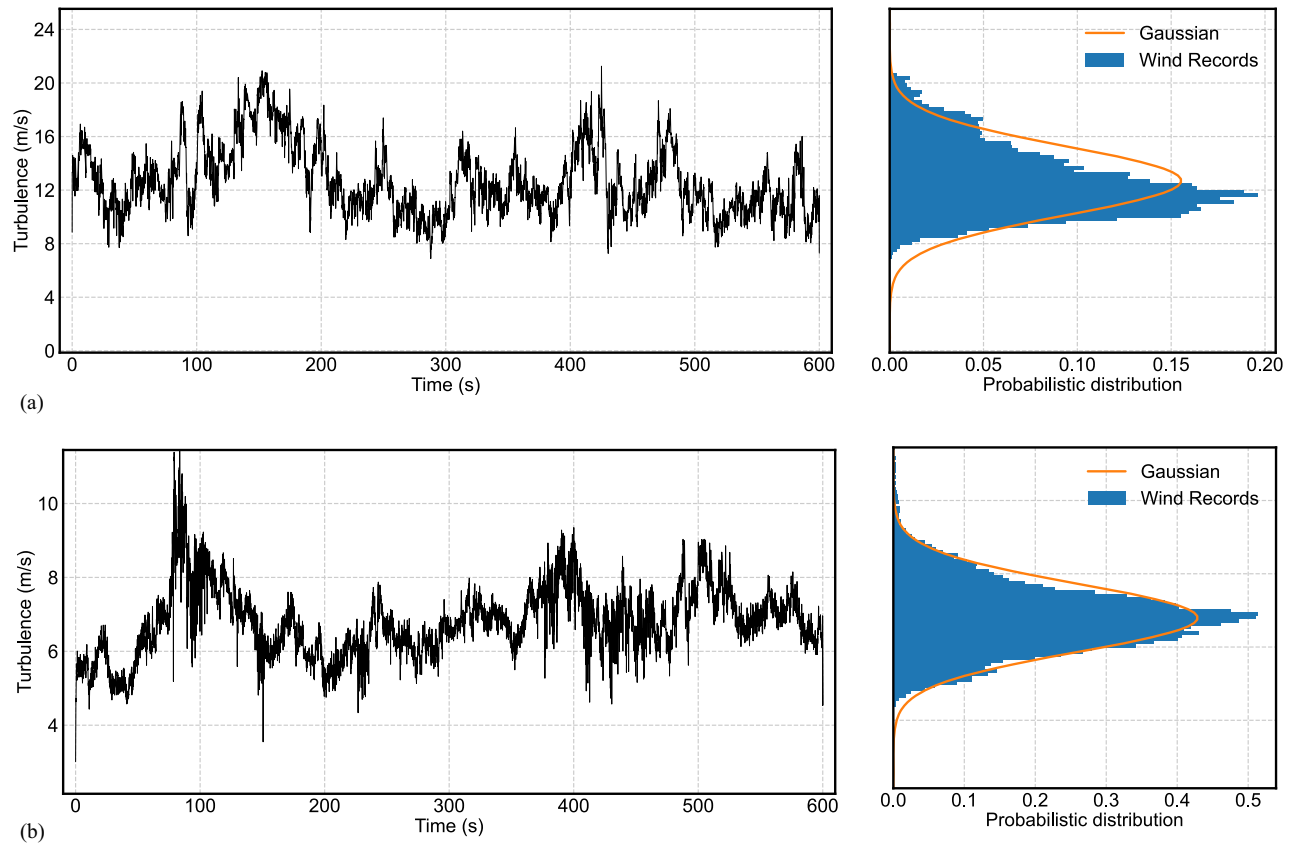 24
20
16
12
8
4
0
Turbulence (m/s)
0 100 200 300 400 500 600
Time (s)
Gaussian
Wind Records
0.00 0.05 0.10 0.15 0.20
Probabilistic distribution
(a)
10
8
6
4
Turbulence (m/s)
0 100 200 300 400 500 600
Time (s)
Gaussian
Wind Records
0.0 0.1 0.2 0.3 0.4 0.5
Probabilistic distribution
(b)